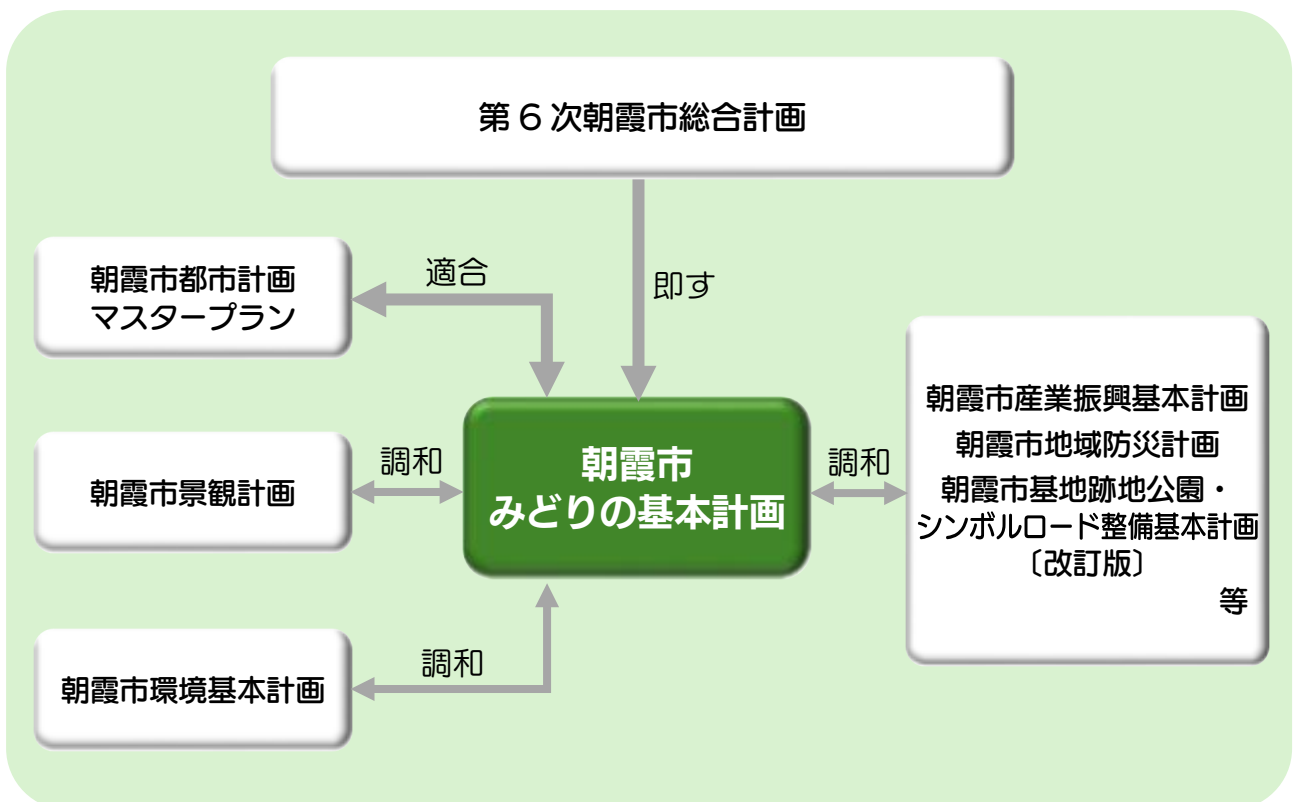 第6次朝霞市総合計画
朝霞市都市計画
マスタープラン
適合
即す
朝霞市産業振興基本計画
朝霞市地域防災計画
朝霞市基地跡地公園・
シンボルロード整備基本計画
〔改訂版〕
等
朝霞市景観計画
調和
朝霞市
みどりの基本計画
調和
朝霞市環境基本計画
調和